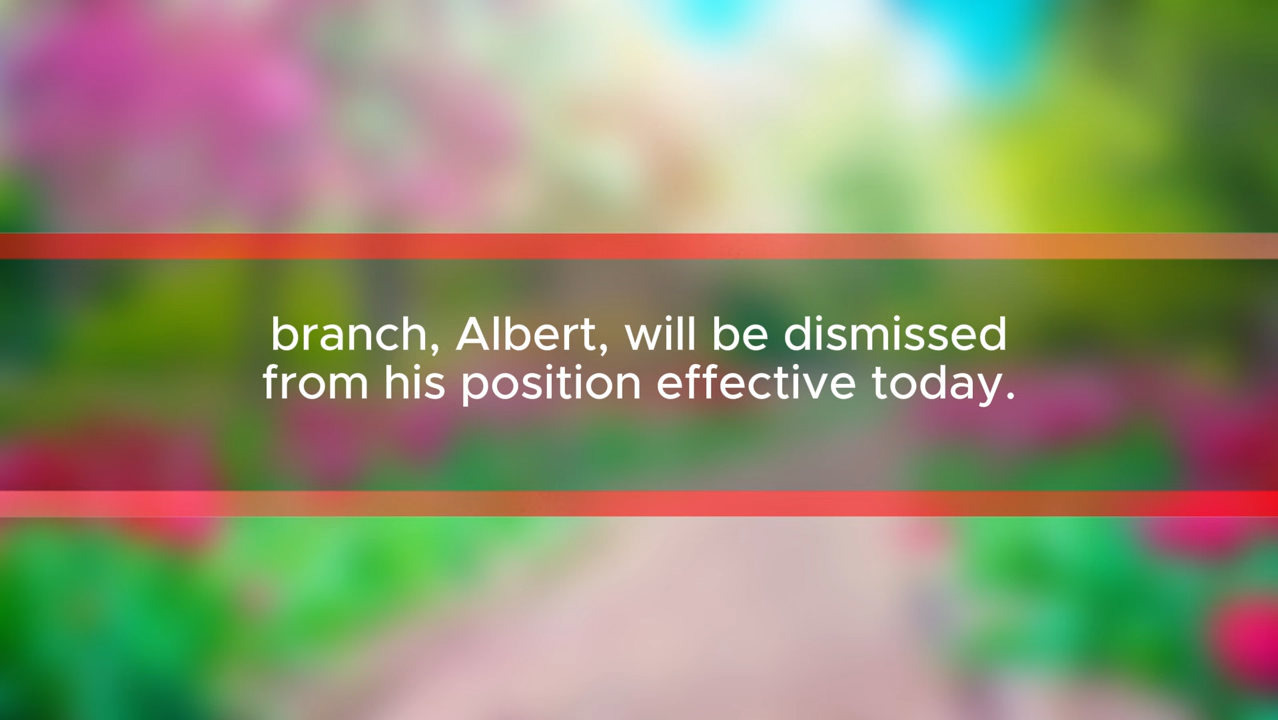 branch, Albert, will be dismissed
from his position effective today.